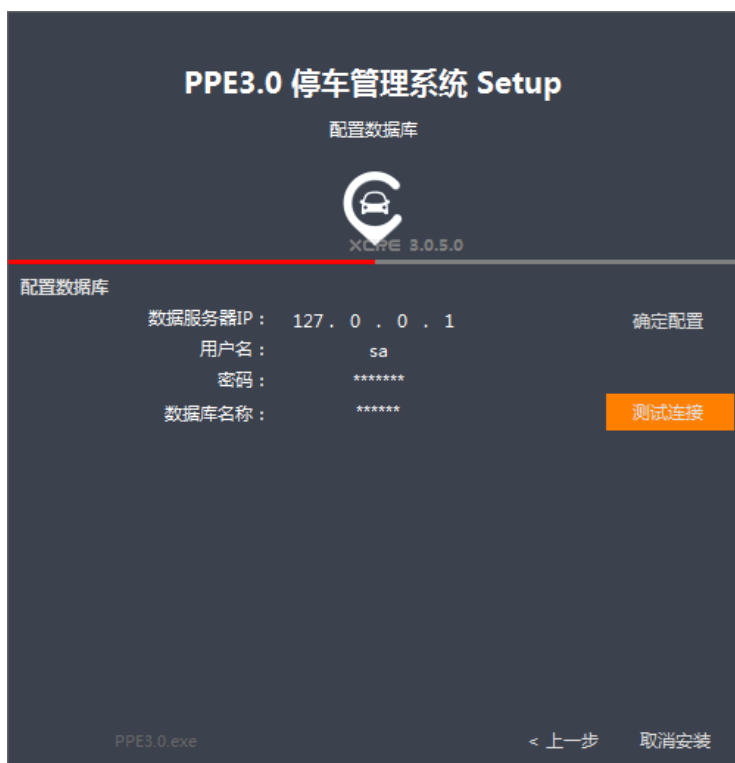 PPE3.0 停车管理系统 Setup
配置数据库
XCRE 3.0.5.0
配置数据库
数据服务器IP： 127 . 0 . 0 . 1 确定配置
用户名： sa
密码： *******
数据库名称： ****** 测试连接
PPE3.0.exe < 上一步 取消安装